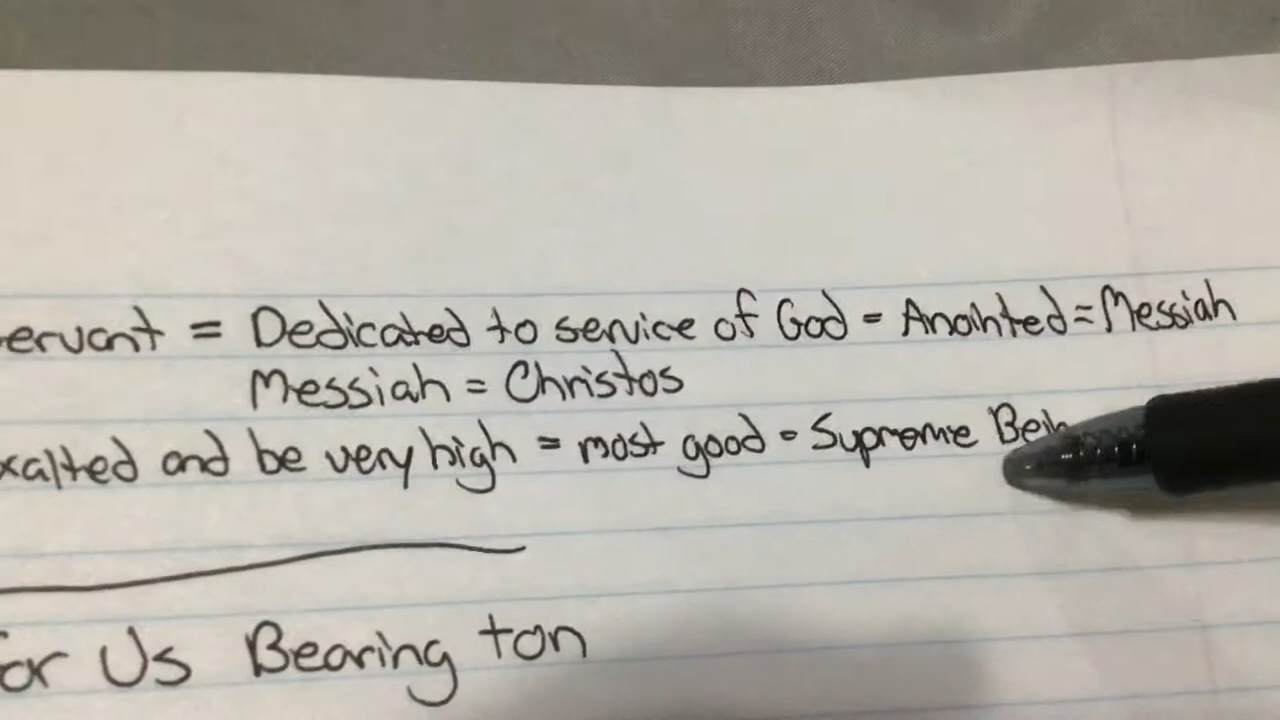 ervant = Dedicated to service of God = Anointed = Messiah
Messiah = Christos
xalted and be very high = most good = Supreme Bein
or Us Bearing ton